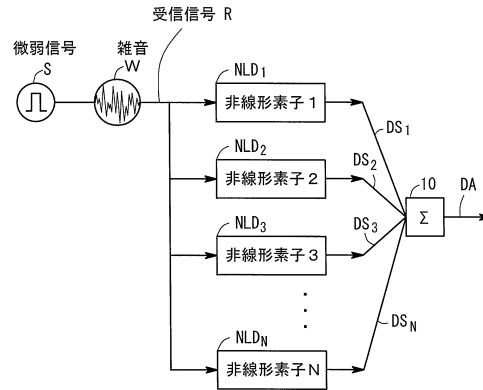 受信信号 R
微弱信号
S
雑音
W
NLD1
非線形素子1
DS1
NLD2
非線形素子2
DS2
10
Σ
DA
NLD3
非線形素子3
DS3
NLDN
非線形素子N
DSN